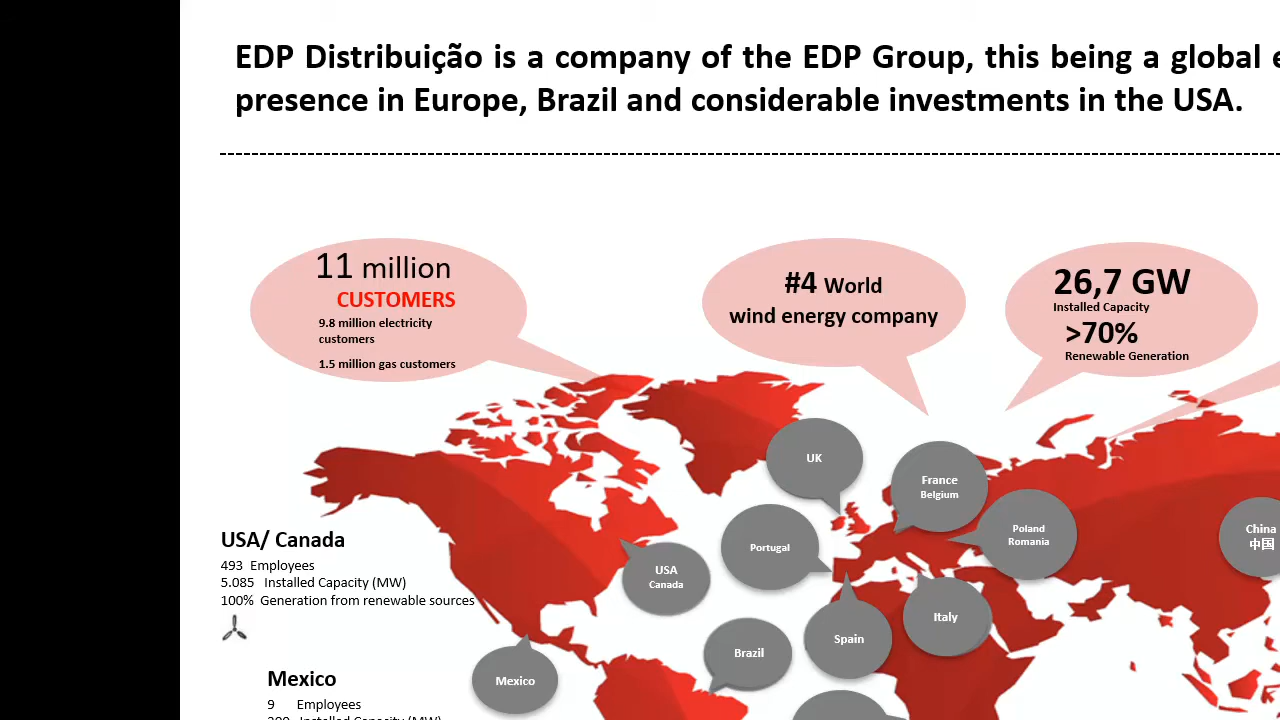 EDP Distribuição is a company of the EDP Group, this being a global
presence in Europe, Brazil and considerable investments in the USA.
11 million
CUSTOMERS
9.8 million electricity
customers
1.5 million gas customers
#4 World
wind energy company
26,7 GW
Installed Capacity
>70%
Renewable Generation
UK
France
Belgium
Poland
Romania
China
中国
Portugal
USA
Canada
Italy
Spain
Brazil
Mexico
USA/ Canada
493 Employees
5.085 Installed Capacity (MW)
100% Generation from renewable sources
Mexico
9 Employees
Installed Capacity (MW)